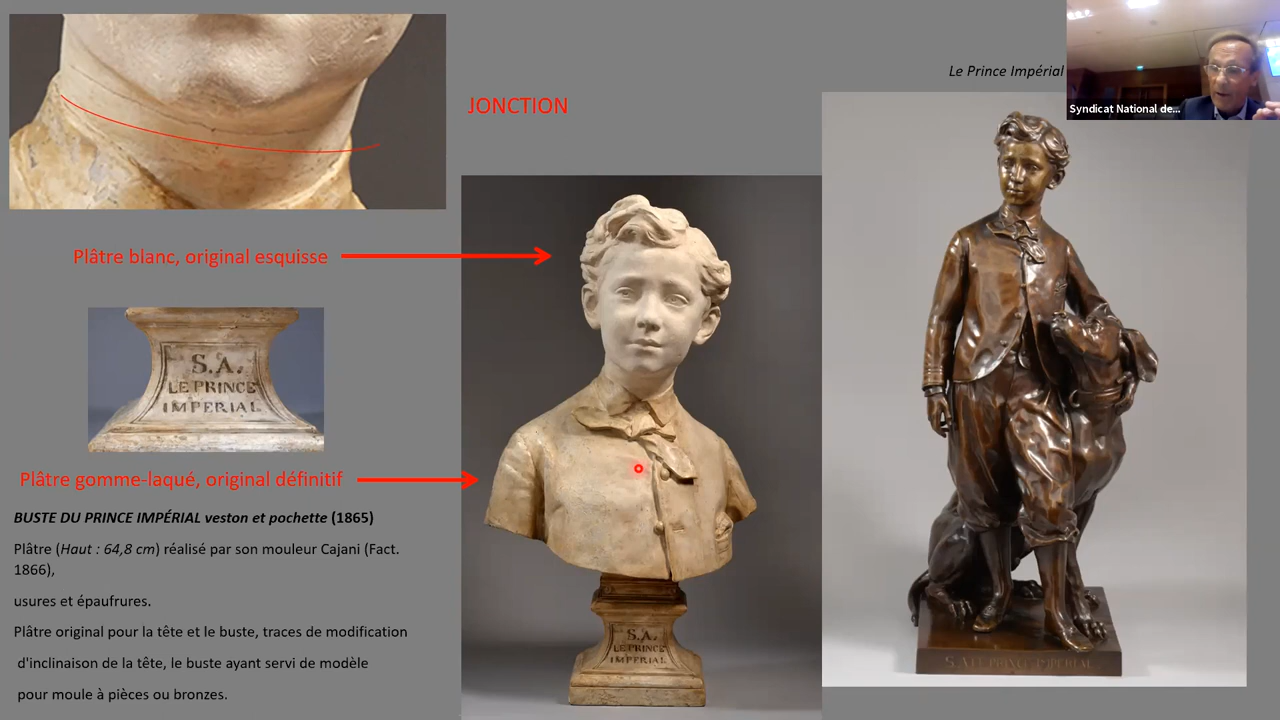 Le Prince Impérial
Syndicat National de...
JONCTION
Plâtre blanc, original esquisse
S.A.
LE PRINCE
IMPERIAL
Plâtre gomme-laqué, original définitif
BUSTE DU PRINCE IMPÉRIAL veston et pochette (1865)
Plâtre (Haut : 64,8 cm) réalisé par son mouleur Cajani (Fact.
1866),
usures et épaufrures.
Plâtre original pour la tête et le buste, traces de modification
d'inclinaison de la tête, le buste ayant servi de modèle
pour moule à pièces ou bronzes.
S.A.
LE PRINCE
IMPERIAL
S.A. LE PRINCE IMPERIAL